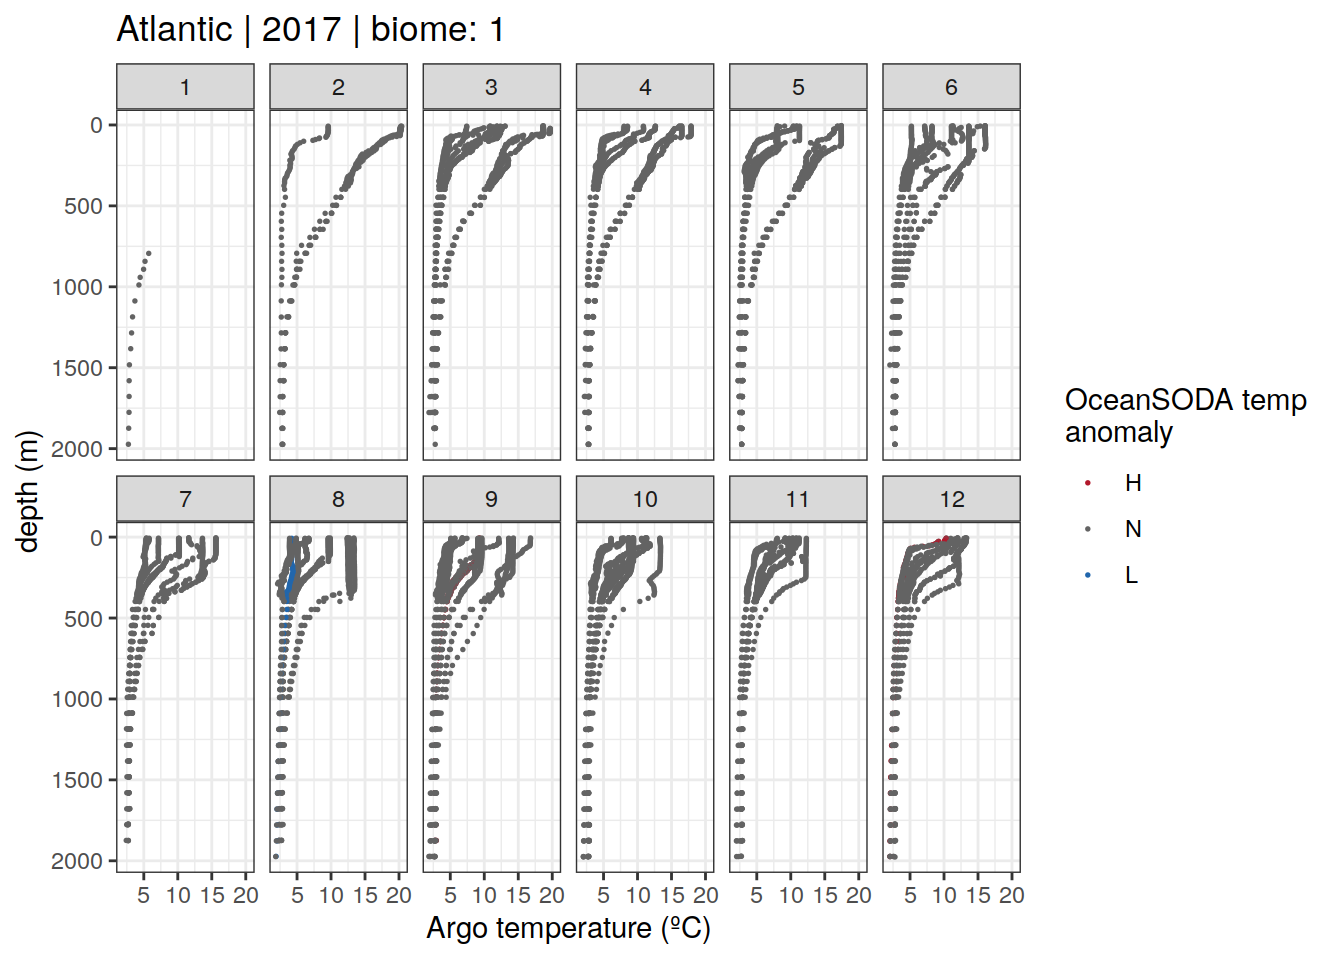 Atlantic | 2017 | biome: 1
1 2 3 4 5 6
0
500
1000
1500
2000
7 8 9 10 11 12
0
500
1000
1500
2000
5 10 15 20 5 10 15 20 5 10 15 20 5 10 15 20 5 10 15 20 5 10 15 20
Argo temperature (ºC)
depth (m)
OceanSODA temp
anomaly
H
N
L